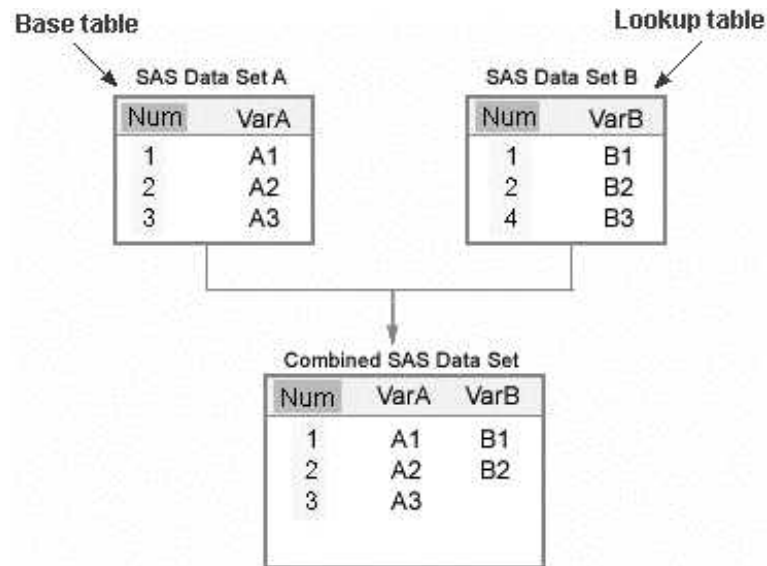 Base table
Lookup table
SAS Data Set A
Num VarA
1 A1
2 A2
3 A3
SAS Data Set B
Num VarB
1 B1
2 B2
4 B3
Combined SAS Data Set
Num VarA VarB
1 A1 B1
2 A2 B2
3 A3